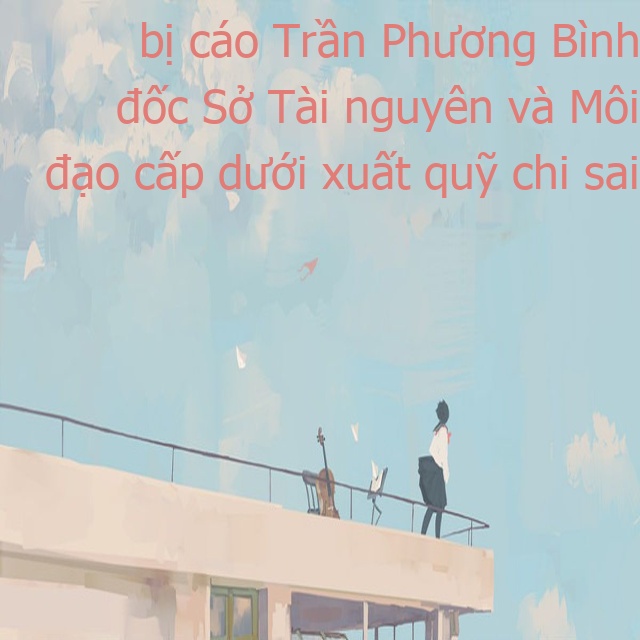 bị cáo Trần Phương Bình
đốc Sở Tài nguyên và Môi
đạo cấp dưới xuất quỹ chi sai